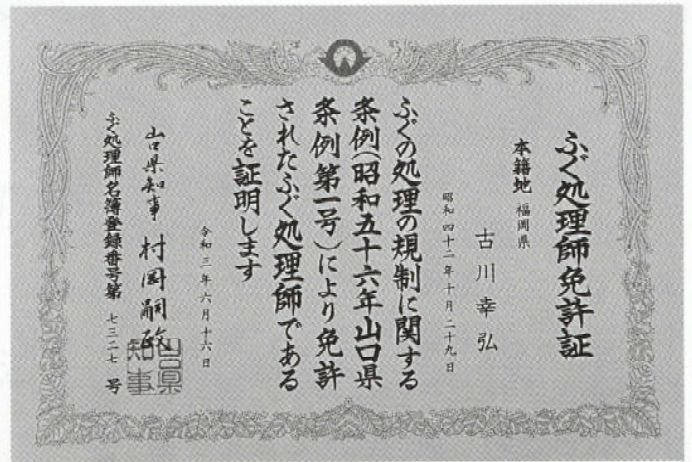 ふぐ処理師免許証
本籍地 福岡県
古川幸弘
昭和四十二年十月二十九日
ふぐの処理の規制に関する
条例(昭和五十六年山口県
条例第一号)により免許
されたふぐ処理師である
ことを証明します
令和三年六月十六日
山口県知事 村岡嗣政
ふぐ処理師名簿登録番号第 七三二七 号
山口県
知事